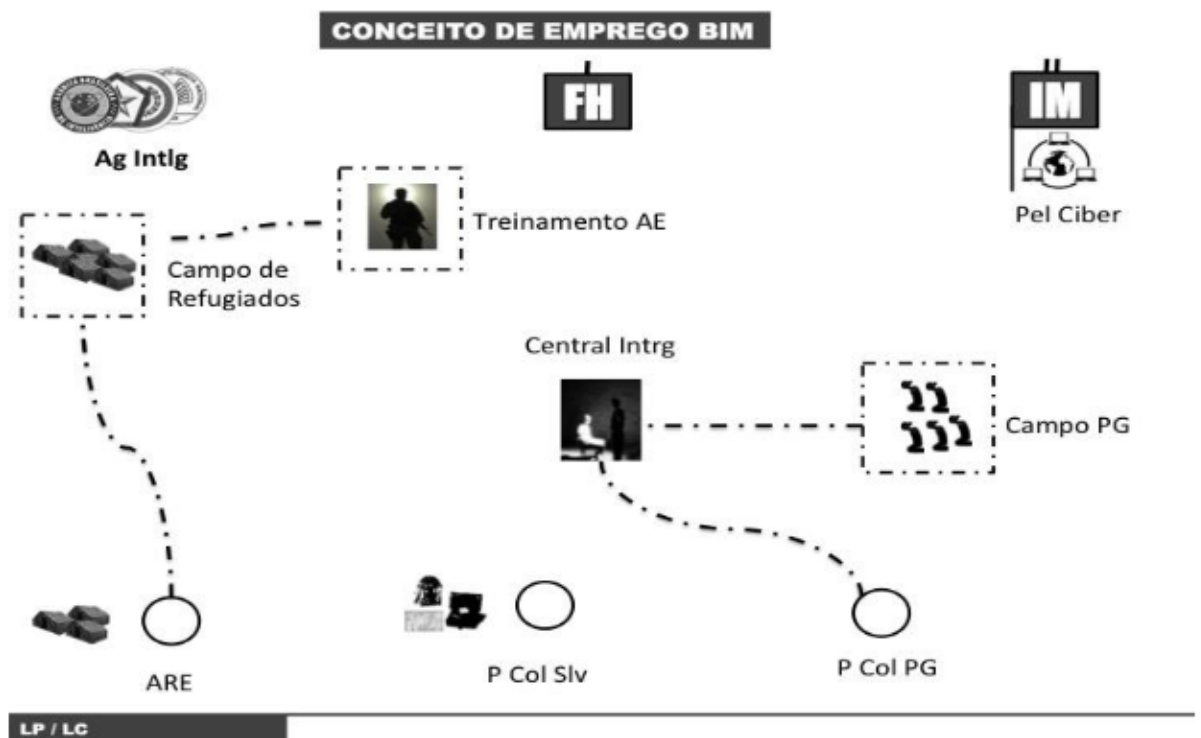 CONCEITO DE EMPREGO BIM
FH
IM
Ag Intlg
Pel Ciber
Treinamento AE
Campo de
Refugiados
Central Intrg
Campo PG
ARE
P Col Slv
P Col PG
LP / LC